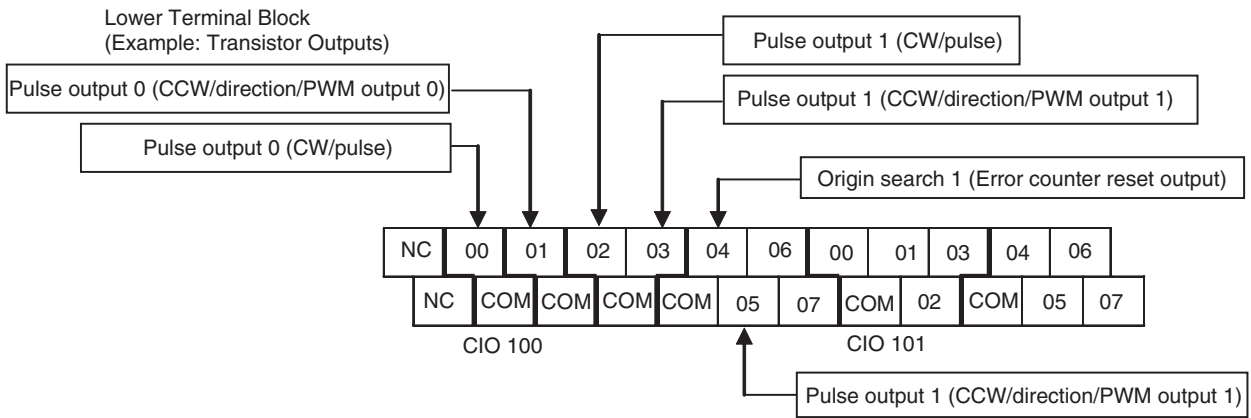 Lower Terminal Block
(Example: Transistor Outputs)
Pulse output 1 (CW/pulse)
Pulse output 0 (CCW/direction/PWM output 0)
Pulse output 1 (CCW/direction/PWM output 1)
Pulse output 0 (CW/pulse)
Origin search 1 (Error counter reset output)
NC 00 01 02 03 04 06 00 01 03 04 06
NC COM COM COM COM 05 07 COM 02 COM 05 07
CIO 100 CIO 101
Pulse output 1 (CCW/direction/PWM output 1)